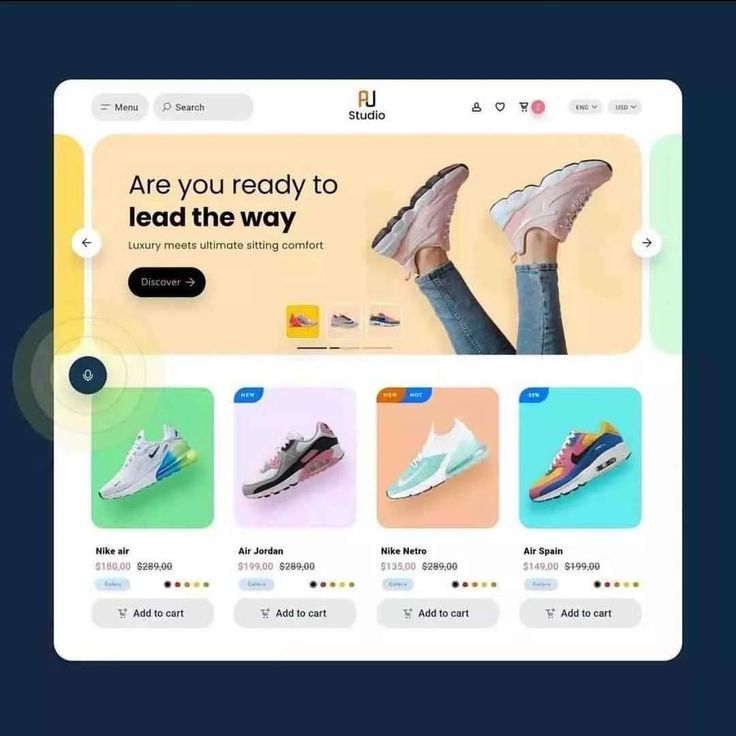 Menu
Search
AJ
Studio
ENG
USD
Are you ready to
lead the way
Luxury meets ultimate sitting comfort
Discover
NEW
NEW HOT
Nike air
$180,00 $289,00
Colors
Add to cart
Air Jordan
$199,00 $289,00
Colors
Add to cart
Nike Netro
$135,00 $289,00
Colors
Add to cart
Air Spain
$149,00 $199,00
Colors
Add to cart